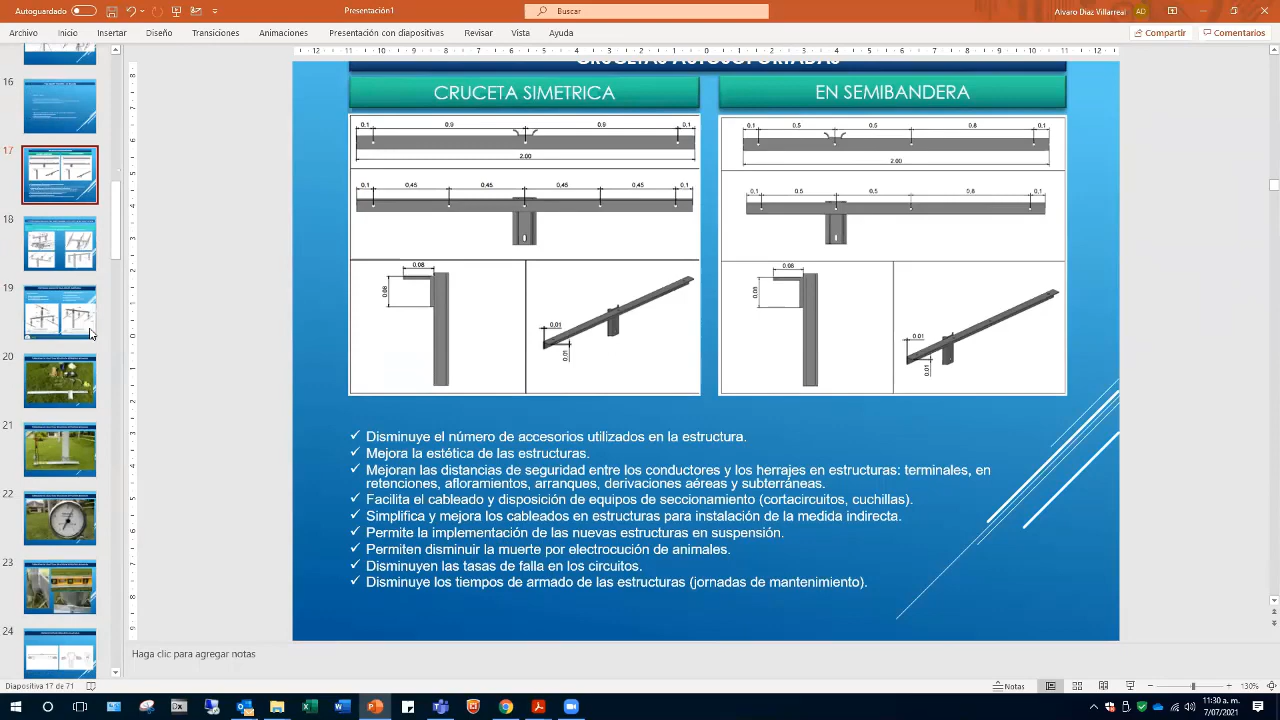 Autoguardado
Presentación1
Buscar
Alvaro Diaz Villareal
AD
Archivo Inicio Insertar Diseño Transiciones Animaciones Presentación con diapositivas Revisar Vista Ayuda
Compartir Comentarios
CRUCETAS AUTOSOPORTADAS
CRUCETA SIMETRICA
EN SEMIBANDERA
0.1 0.9 0.9 0.1
2.00
0.1 0,45 0,45 0,45 0,45 0.1
0.08
0.08
0.01
0.01
0.1 0.5 0.5 0.8 0.1
2.00
0.1 0.5 0.5 0.8 0.1
0.08
0.01
0.01
✓ Disminuye el número de accesorios utilizados en la estructura.
✓ Mejora la estética de las estructuras.
✓ Mejoran las distancias de seguridad entre los conductores y los herrajes en estructuras: terminales, en
retenciones, afloramientos, arranques, derivaciones aéreas y subterráneas.
✓ Facilita el cableado y disposición de equipos de seccionamiento (cortacircuitos, cuchillas).
✓ Simplifica y mejora los cableados en estructuras para instalación de la medida indirecta.
✓ Permite la implementación de las nuevas estructuras en suspensión.
✓ Permiten disminuir la muerte por electrocución de animales.
✓ Disminuyen las tasas de falla en los circuitos.
✓ Disminuye los tiempos de armado de las estructuras (jornadas de mantenimiento).
17
18
19
20
21
22
23
24
Haga clic para agregar notas
Diapositiva 17 de 71
Notas
130%
11:30 a. m.
7/07/2021